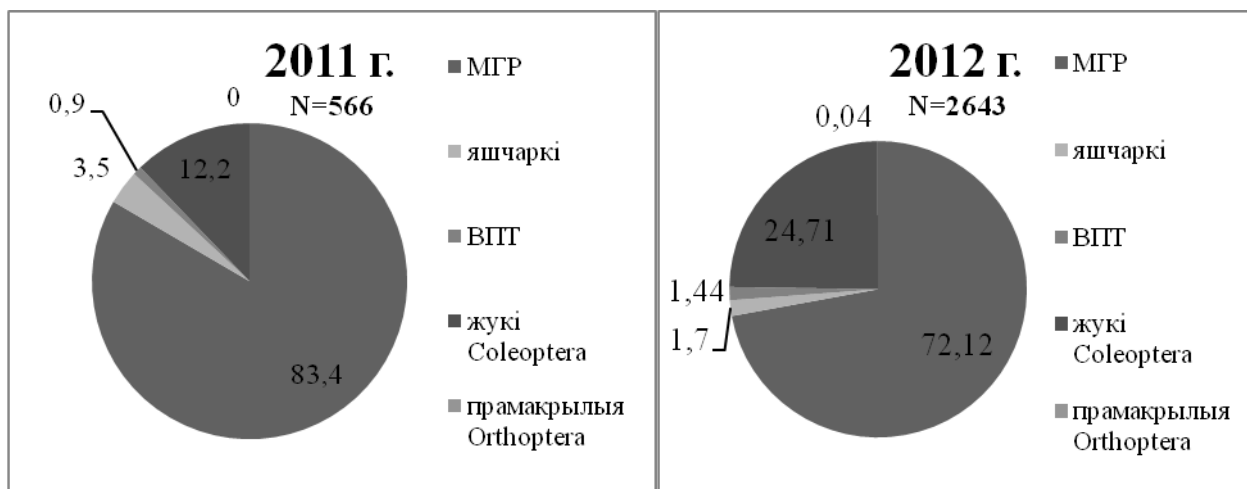 2011 г.
N=566
0
0,9
3,5
12,2
83,4
МГР
яшчаркі
ВПТ
жукі
Coleoptera
прамакрылыя
Orthoptera
2012 г.
N=2643
0,04
24,71
1,44
1,7
72,12
МГР
яшчаркі
ВПТ
жукі
Coleoptera
прамакрылыя
Orthoptera